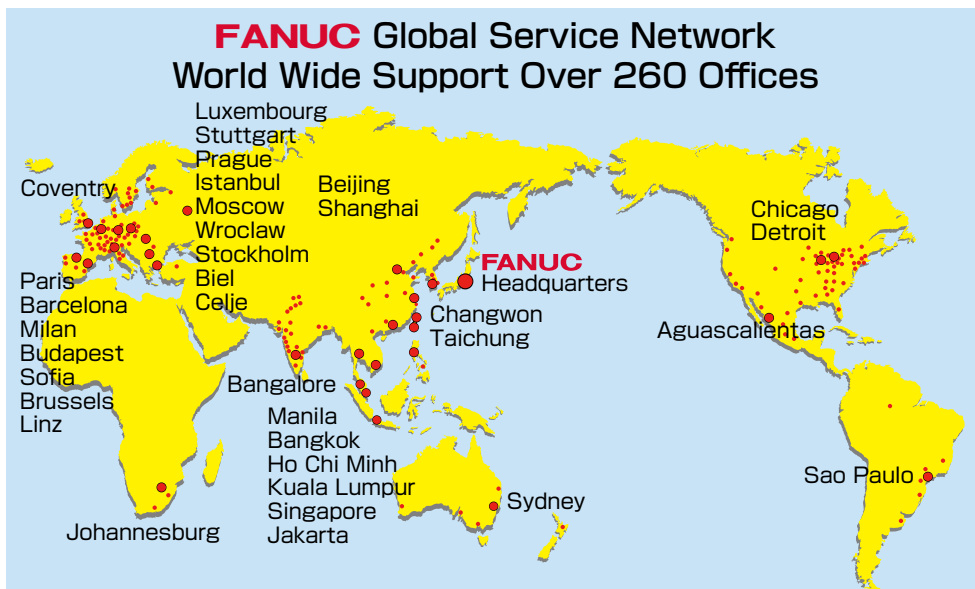 FANUC Global Service Network
World Wide Support Over 260 Offices
Luxembourg
Stuttgart
Prague
Istanbul
Moscow
Wroclaw
Stockholm
Biel
Celje
Coventry
Beijing
Shanghai
Chicago
Detroit
FANUC
Headquarters
Paris
Barcelona
Milan
Budapest
Sofia
Brussels
Linz
Changwon
Taichung
Aguascalientas
Bangalore
Manila
Bangkok
Ho Chi Minh
Kuala Lumpur
Singapore
Jakarta
Sao Paulo
Sydney
Johannesburg